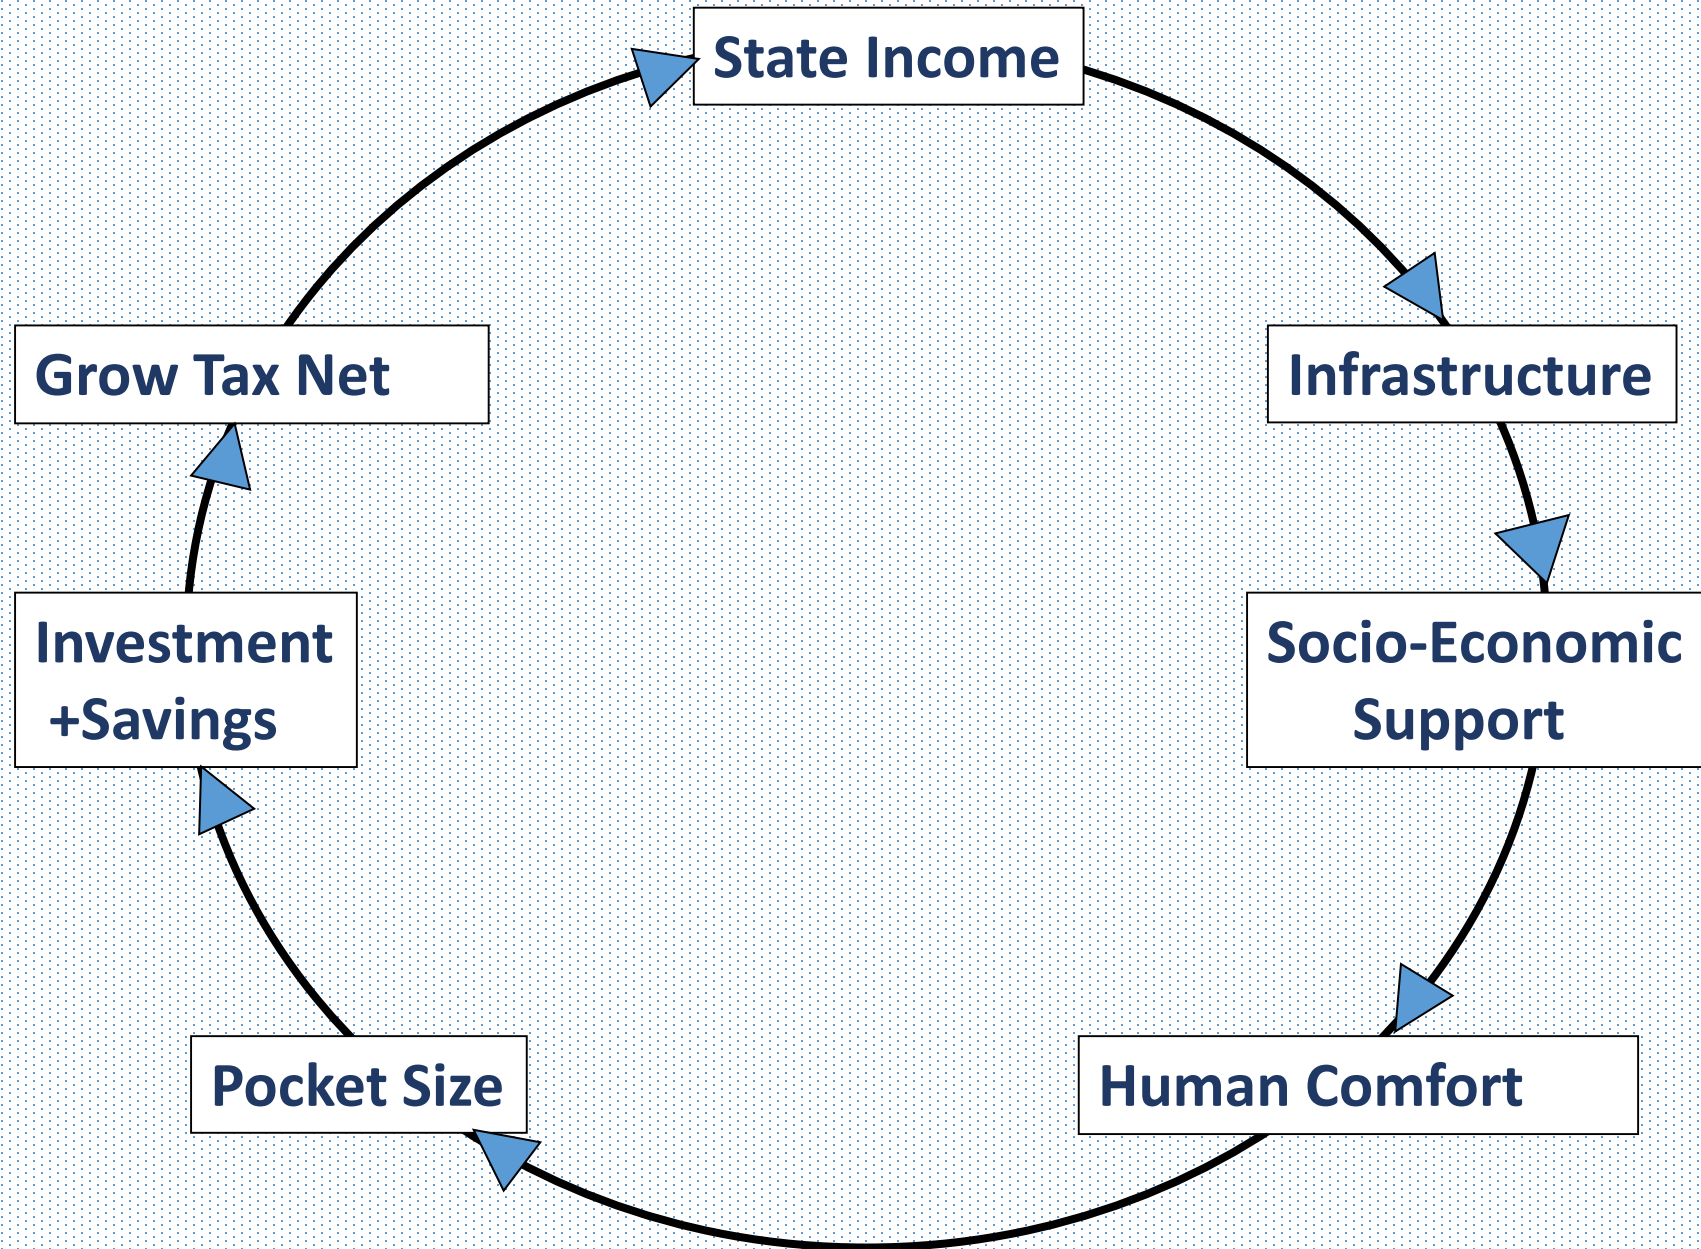 State Income
Grow Tax Net
Infrastructure
Investment
+Savings
Socio-Economic
Support
Pocket Size
Human Comfort